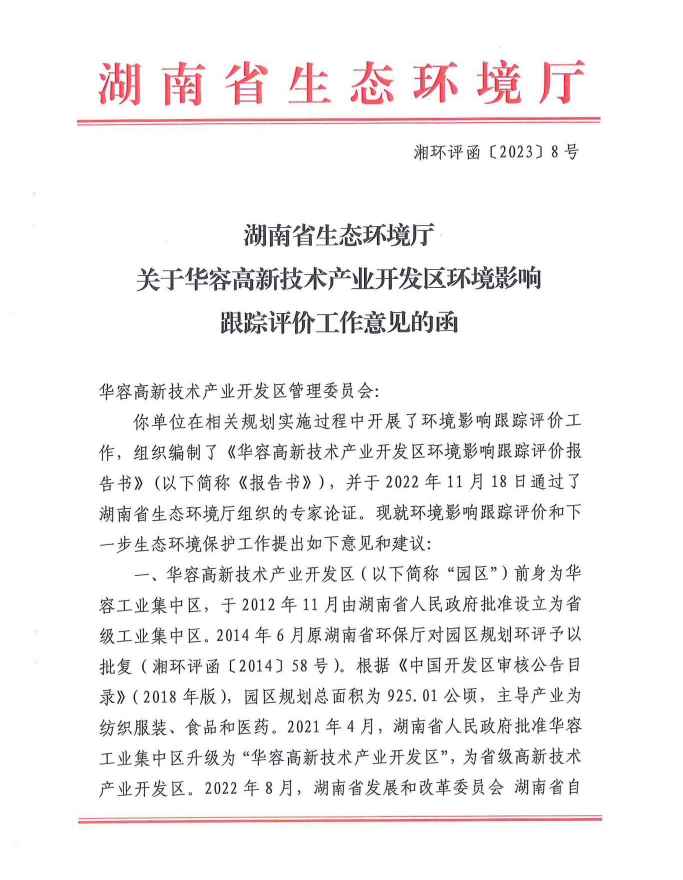 湖南省生态环境厅
湘环评函〔2023〕8号
湖南省生态环境厅
关于华容高新技术产业开发区环境影响
跟踪评价工作意见的函
华容高新技术产业开发区管理委员会：
你单位在相关规划实施过程中开展了环境影响跟踪评价工
作，组织编制了《华容高新技术产业开发区环境影响跟踪评价报
告书》（以下简称《报告书》），并于2022年11月18日通过了
湖南省生态环境厅组织的专家论证。现就环境影响跟踪评价和下
一步生态环境保护工作提出如下意见和建议：
一、华容高新技术产业开发区（以下简称“园区”）前身为华
容工业集中区，于2012年11月由湖南省人民政府批准设立为省
级工业集中区。2014年6月原湖南省环保厅对园区规划环评予以
批复（湘环评函〔2014〕58号）。根据《中国开发区审核公告目
录》（2018年版），园区规划总面积为925.01公顷，主导产业为
纺织服装、食品和医药。2021年4月，湖南省人民政府批准华容
工业集中区升级为“华容高新技术产业开发区”，为省级高新技术
产业开发区。2022年8月，湖南省发展和改革委员会 湖南省自